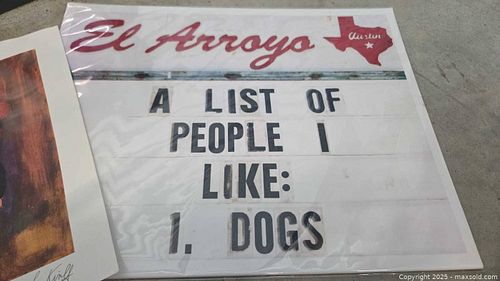 El Arroyo
Austin
A LIST OF
PEOPLE I
LIKE:
1. DOGS
Copyright 2025 - maxsold.com